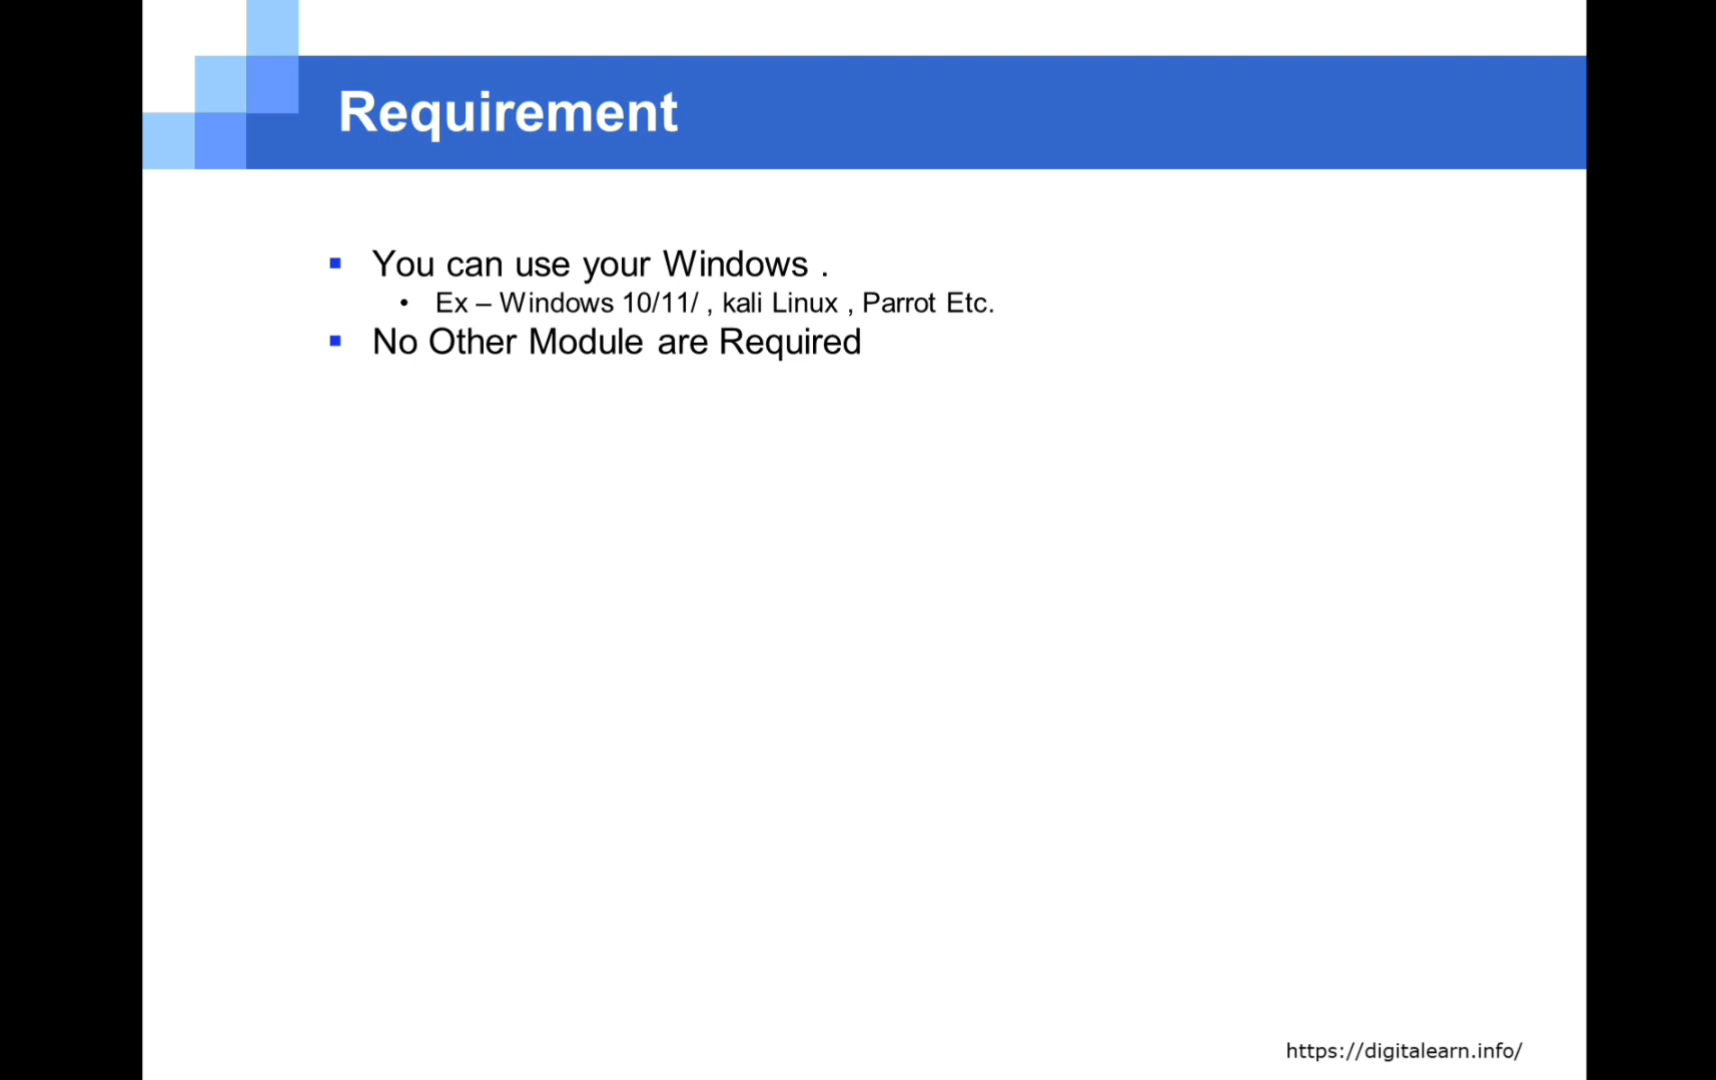 Requirement
You can use your Windows .
Ex – Windows 10/11/ , kali Linux , Parrot Etc.
No Other Module are Required
https://digitalearn.info/